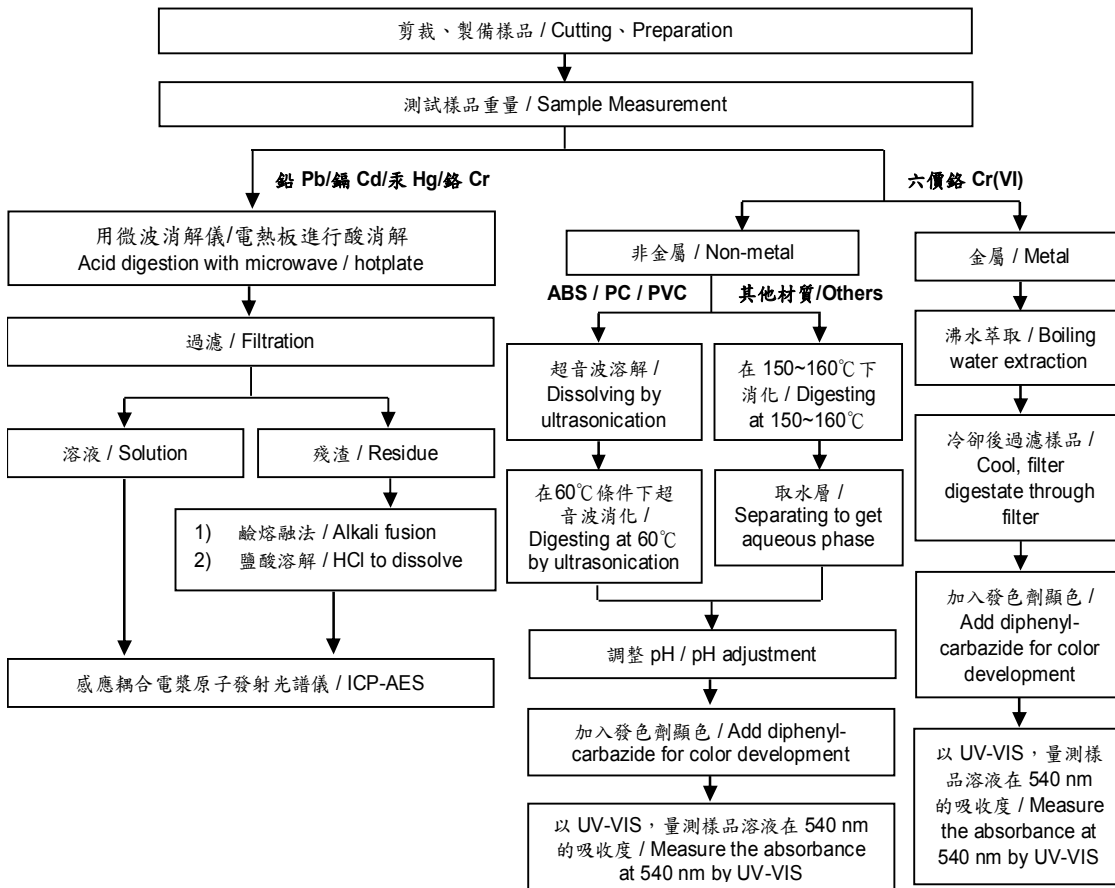 剪裁、製備樣品 / Cutting、Preparation
測試樣品重量 / Sample Measurement
鉛 Pb/鎘 Cd/汞 Hg/鉻 Cr
六價鉻 Cr(VI)
用微波消解儀/電熱板進行酸消解
Acid digestion with microwave / hotplate
過濾 / Filtration
溶液 / Solution
殘渣 / Residue
1) 鹼熔融法 / Alkali fusion
2) 鹽酸溶解 / HCl to dissolve
感應耦合電漿原子發射光譜儀 / ICP-AES
非金屬 / Non-metal
ABS / PC / PVC
其他材質/Others
超音波溶解 /
Dissolving by
ultrasonication
在60℃條件下超
音波消化 /
Digesting at 60℃
by ultrasonication
在 150~160℃下
消化 / Digesting
at 150~160℃
取水層 /
Separating to get
aqueous phase
調整 pH / pH adjustment
加入發色劑顯色 / Add diphenyl-
carbazide for color development
以 UV-VIS，量測樣品溶液在 540 nm
的吸收度 / Measure the absorbance
at 540 nm by UV-VIS
金屬 / Metal
沸水萃取 / Boiling
water extraction
冷卻後過濾樣品 /
Cool, filter
digestate through
filter
加入發色劑顯色 /
Add diphenyl-
carbazide for color
development
以 UV-VIS，量測樣
品溶液在 540 nm
的吸收度 / Measure
the absorbance at
540 nm by UV-VIS